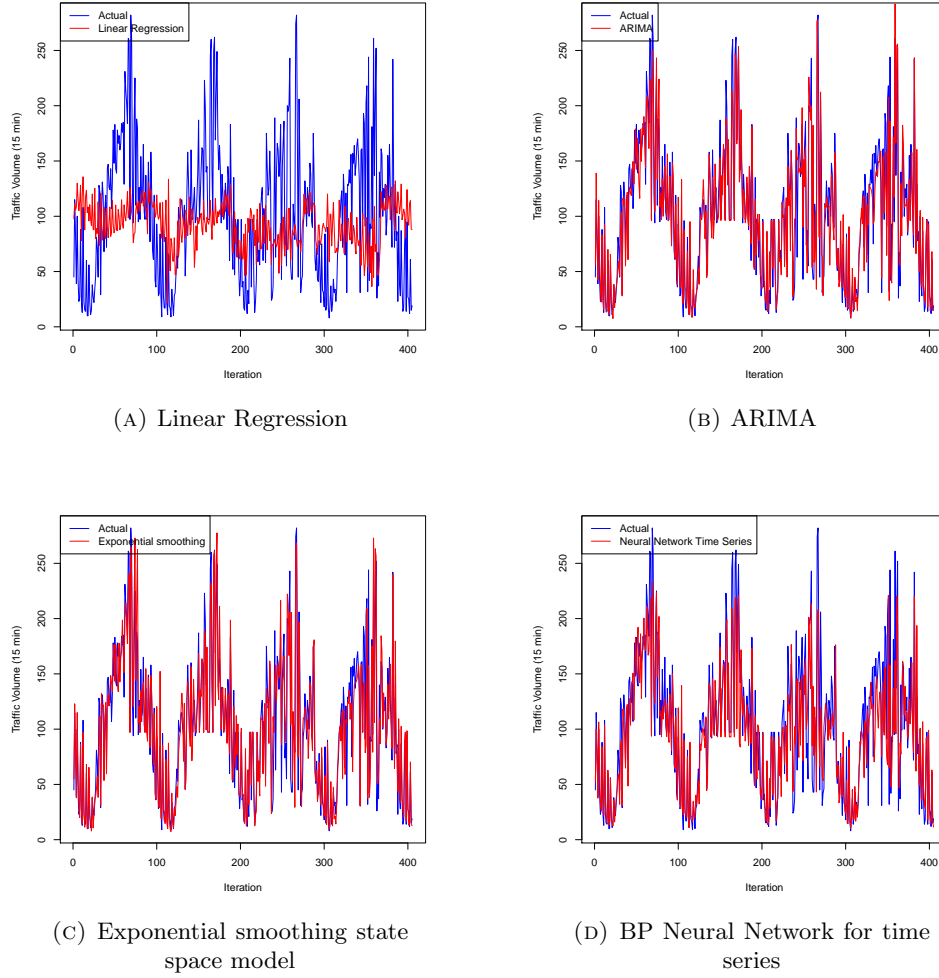 Actual
Linear Regression
Traffic Volume (15 min)
0 50 100 150 200 250
0 100 200 300 400
Iteration
(A) Linear Regression
Actual
ARIMA
Traffic Volume (15 min)
0 50 100 150 200 250
0 100 200 300 400
Iteration
(B) ARIMA
Actual
Exponential smoothing
Traffic Volume (15 min)
0 50 100 150 200 250
0 100 200 300 400
Iteration
(C) Exponential smoothing state
space model
Actual
Neural Network Time Series
Traffic Volume (15 min)
0 50 100 150 200 250
0 100 200 300 400
Iteration
(D) BP Neural Network for time
series